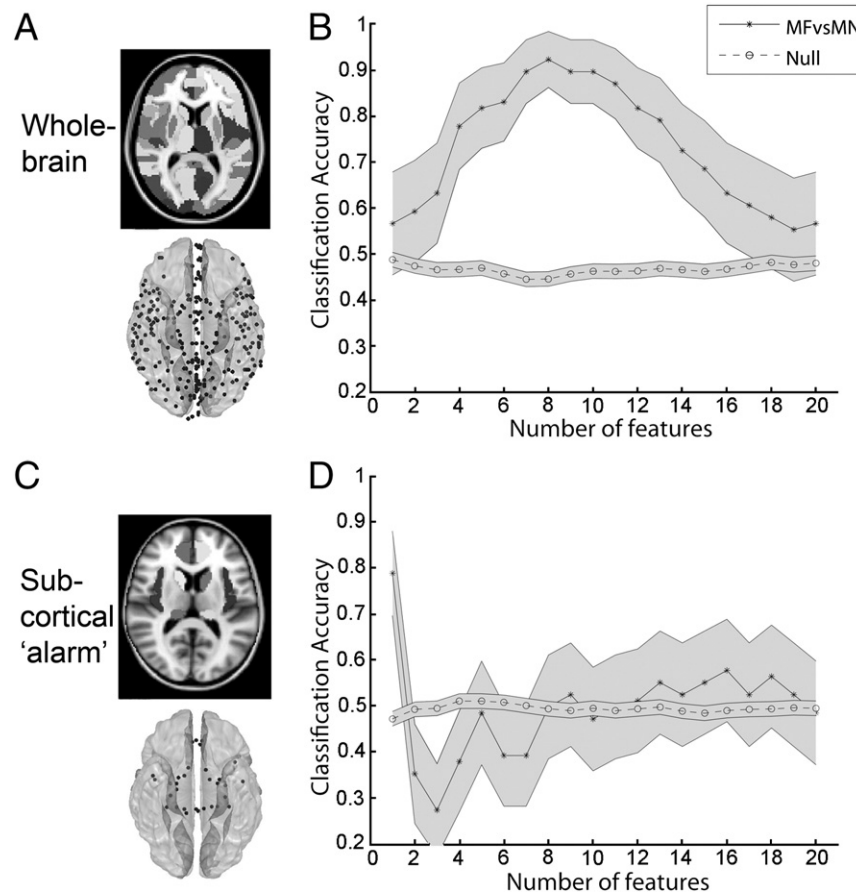 A
Whole-
brain
B
MFvsMN
Null
Classification Accuracy
1
0.9
0.8
0.7
0.6
0.5
0.4
0.3
0.2
0 2 4 6 8 10 12 14 16 18 20
Number of features
C
Sub-
cortical
‘alarm’
D
Classification Accuracy
1
0.9
0.8
0.7
0.6
0.5
0.4
0.3
0.2
0 2 4 6 8 10 12 14 16 18 20
Number of features